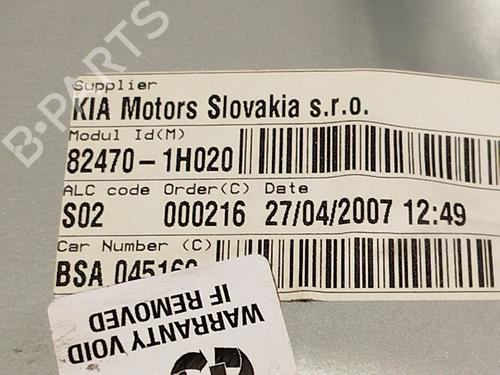 B-PARTS
Supplier
KIA Motors Slovakia s.r.o.
Modul Id(M)
82470-1H020
ALC code Order(C) Date
S02 000216 27/04/2007 12:49
Car Number (C)
BSA
WARRANTY VOID
IF REMOVED